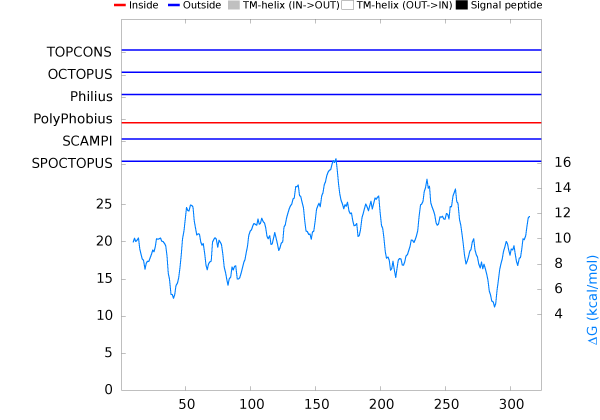 Inside Outside TM-helix (IN->OUT) TM-helix (OUT->IN) Signal peptide
TOPCONS
OCTOPUS
Philius
PolyPhobius
SCAMPI
SPOCTOPUS
25
20
15
10
5
0
16
14
12
10
8
6
4
ΔG (kcal/mol)
50 100 150 200 250 300